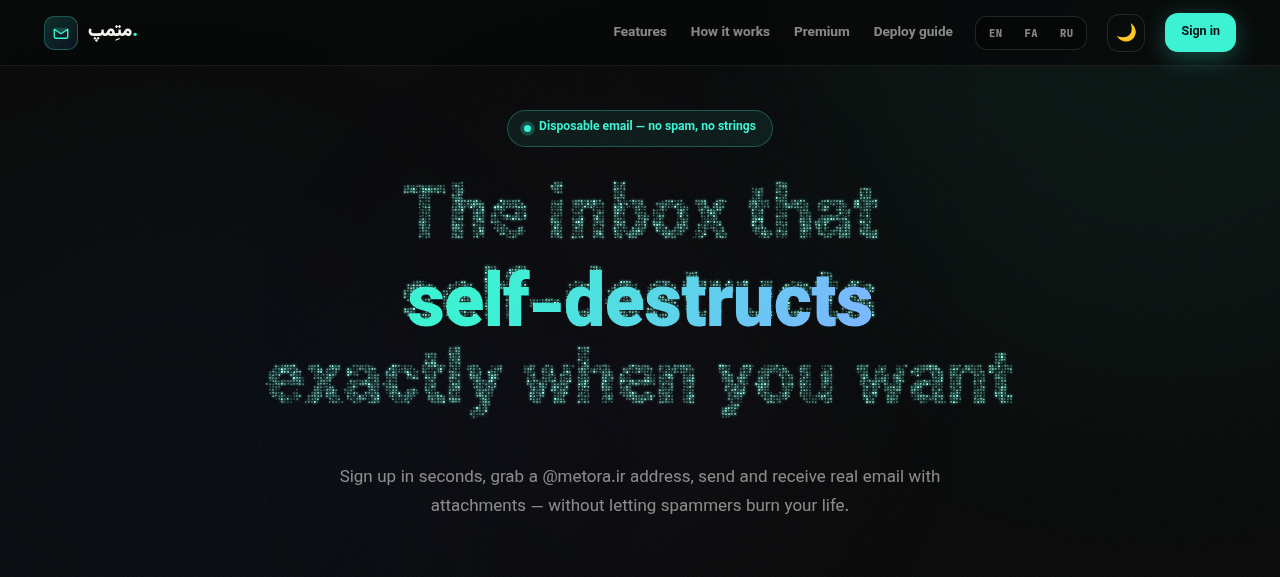 متِمپ.
Features How it works Premium Deploy guide EN FA RU Sign in
Disposable email — no spam, no strings
The inbox that
self-destructs
exactly when you want
Sign up in seconds, grab a @metora.ir address, send and receive real email with
attachments — without letting spammers burn your life.